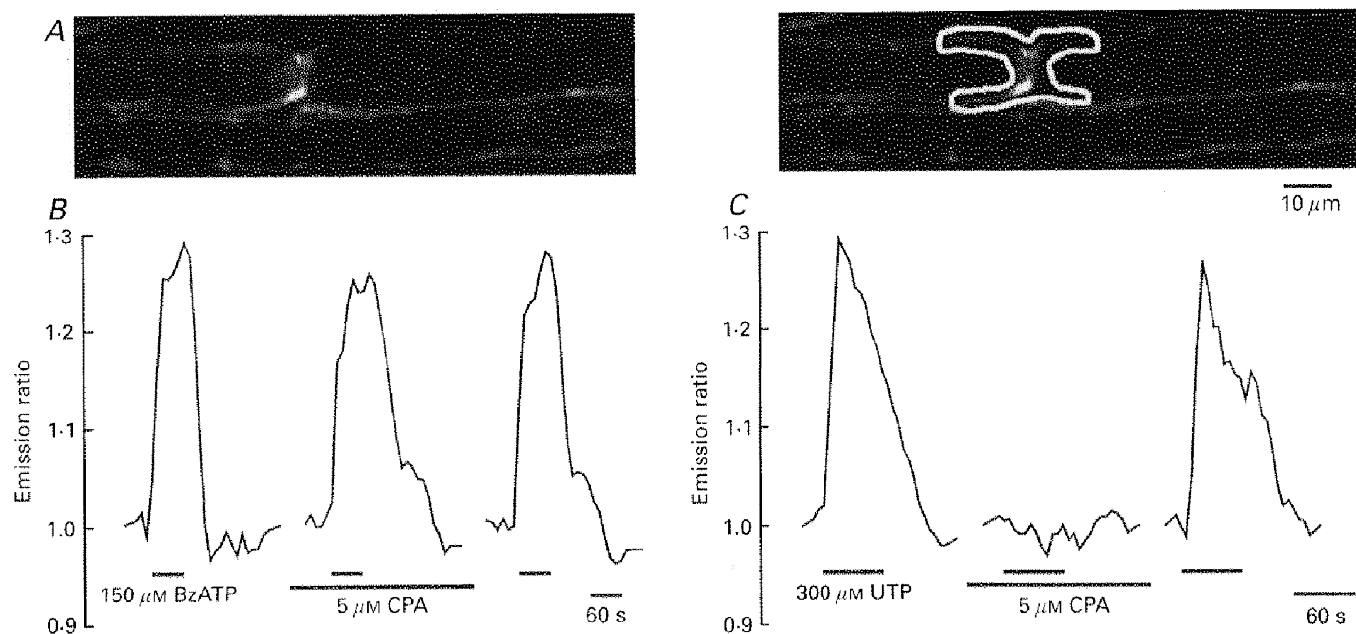 A
10 μm
B
C
1·3
1·2
1·1
1·0
0·9
Emission ratio
150 μM BzATP
5 μM CPA
60 s
1·3
1·2
1·1
1·0
0·9
Emission ratio
300 μM UTP
5 μM CPA
60 s